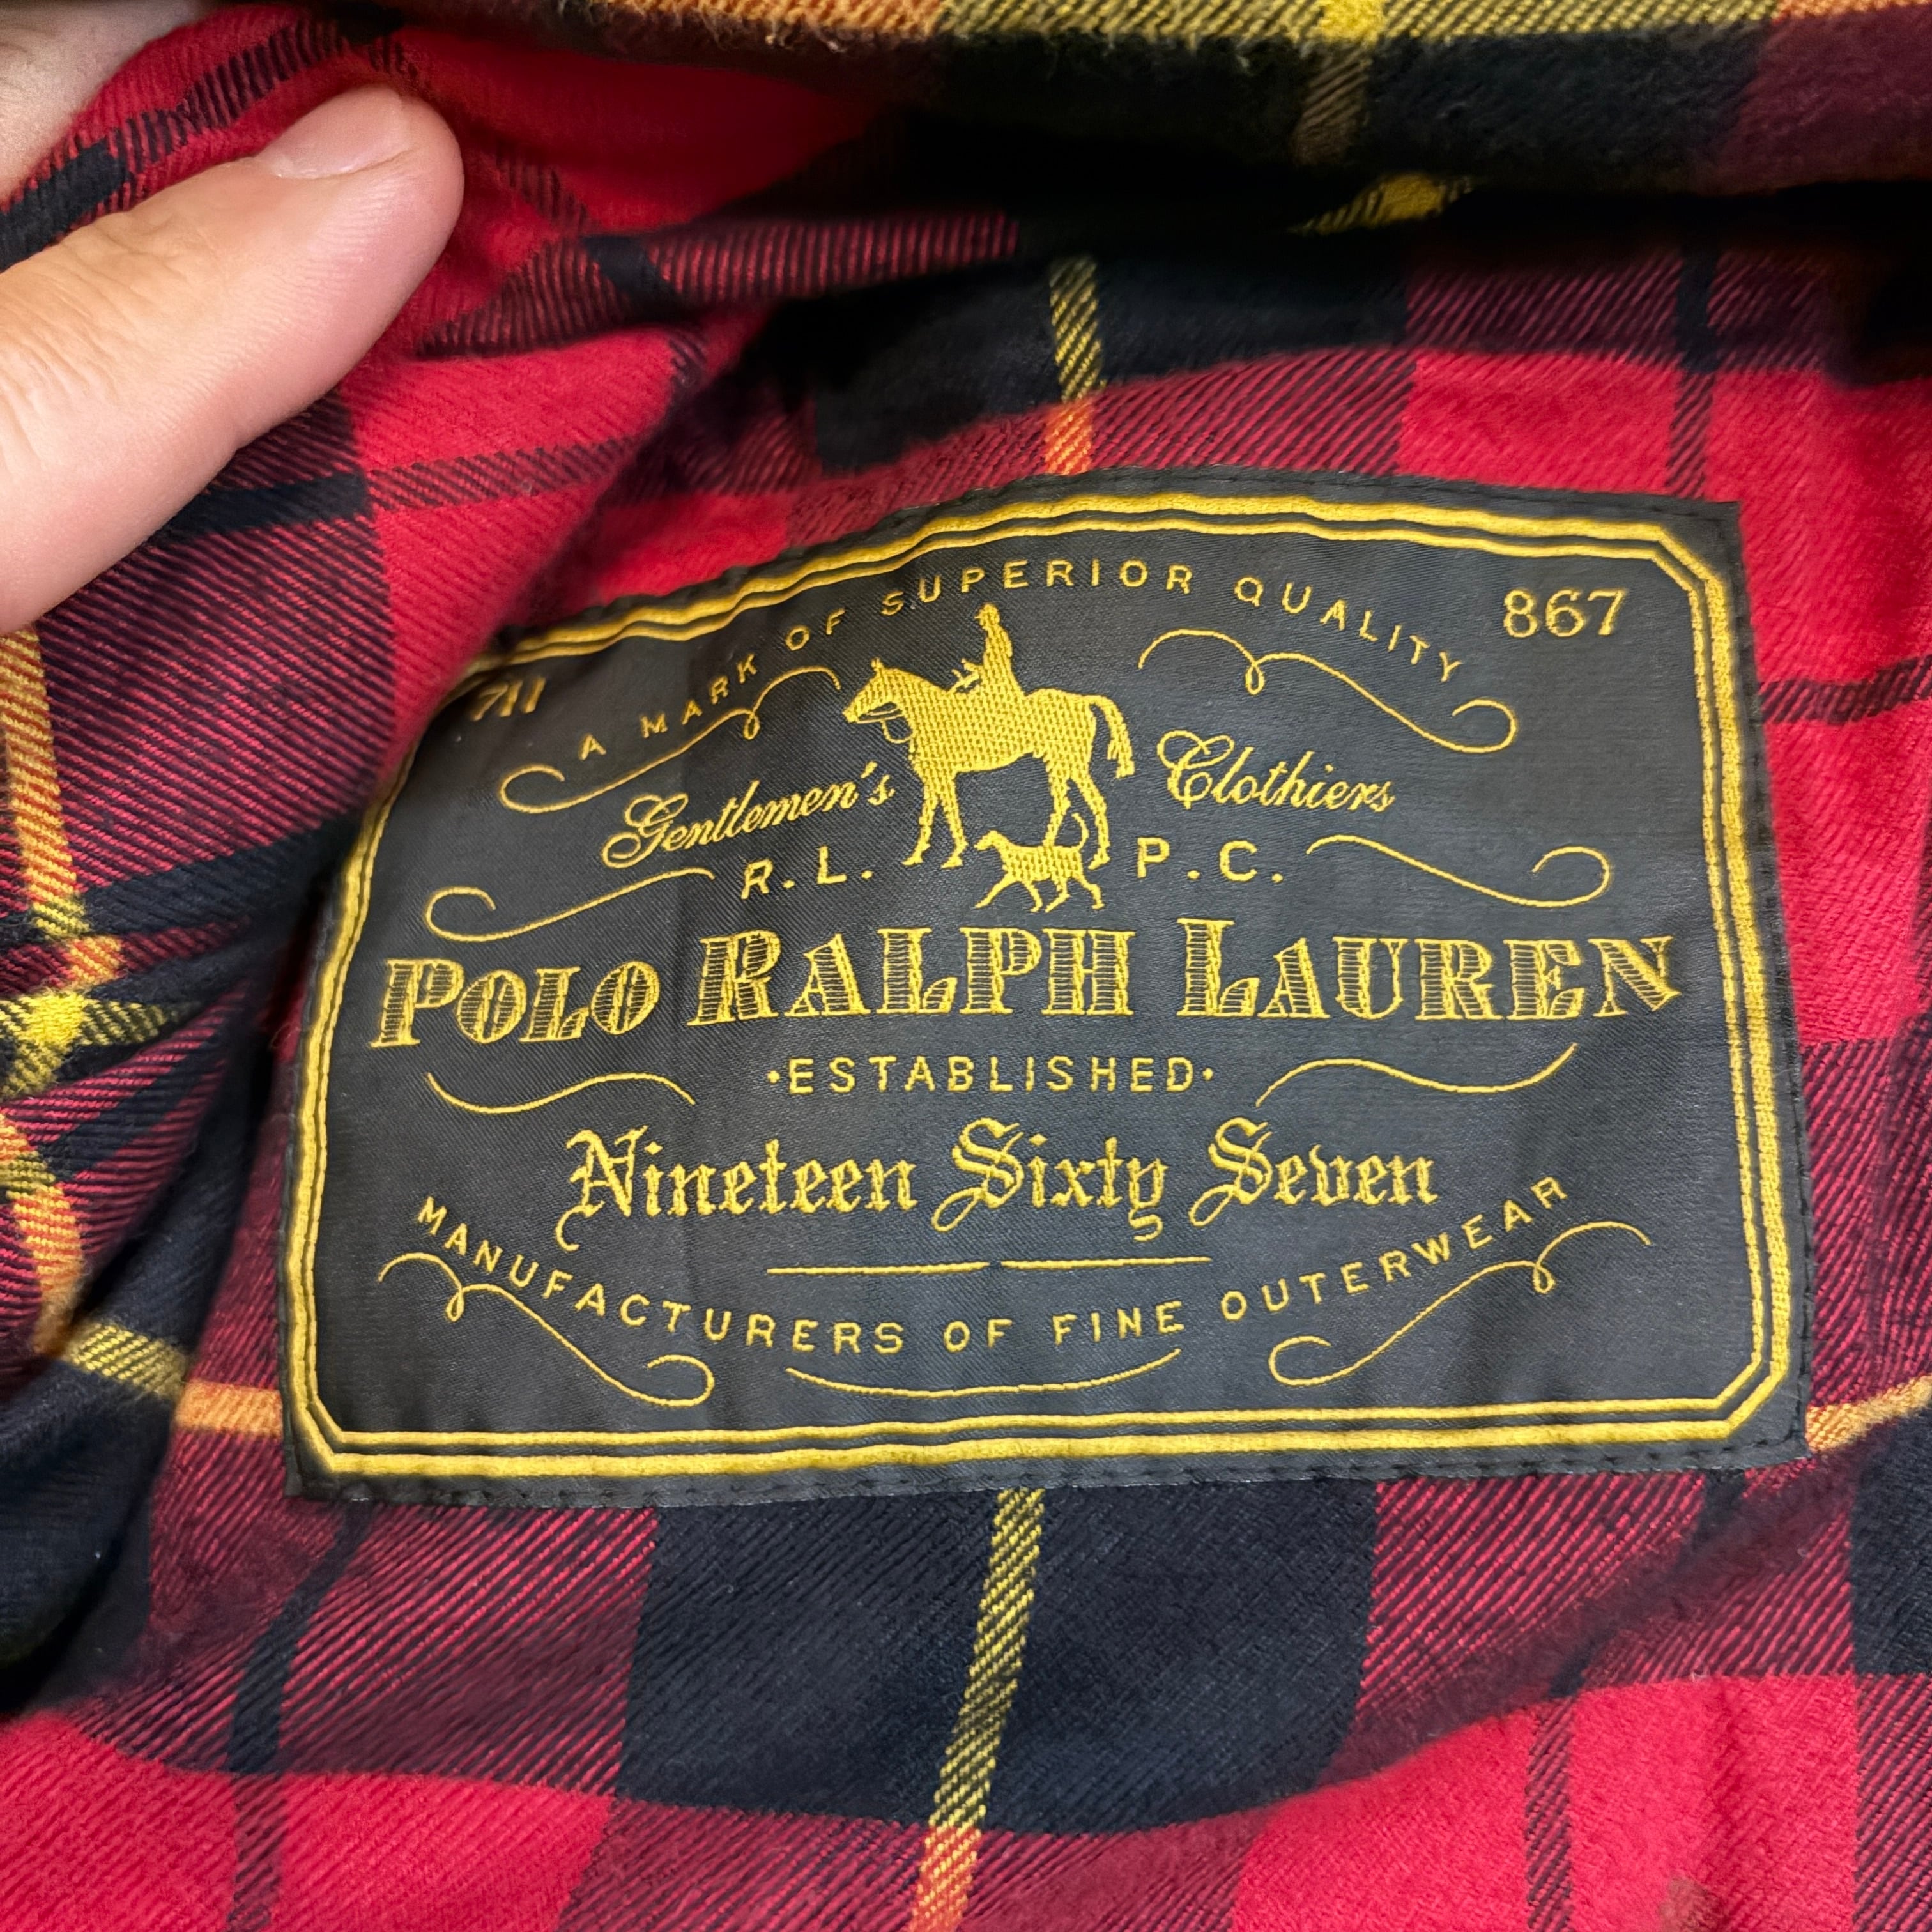 A MARK OF SUPERIOR QUALITY
711
867
Gentlemen's Clothiers
R. L. P. C.
POLO RALPH LAUREN
·ESTABLISHED·
Nineteen Sixty Seven
MANUFACTURERS OF FINE OUTERWEAR